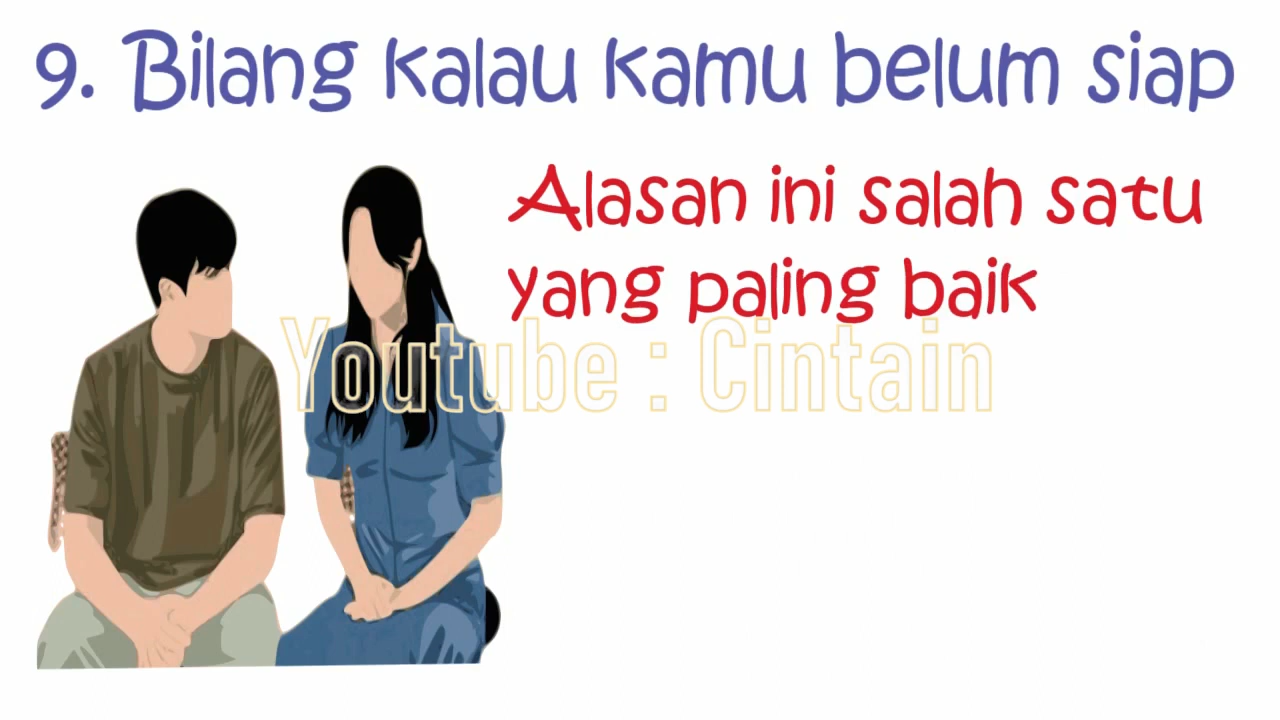 9. Bilang kalau kamu belum siap
Alasan ini salah satu
yang paling baik
Youtube : Cintain